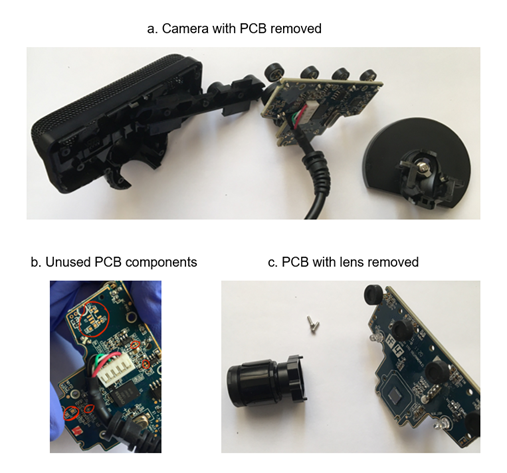 a. Camera with PCB removed
b. Unused PCB components
c. PCB with lens removed